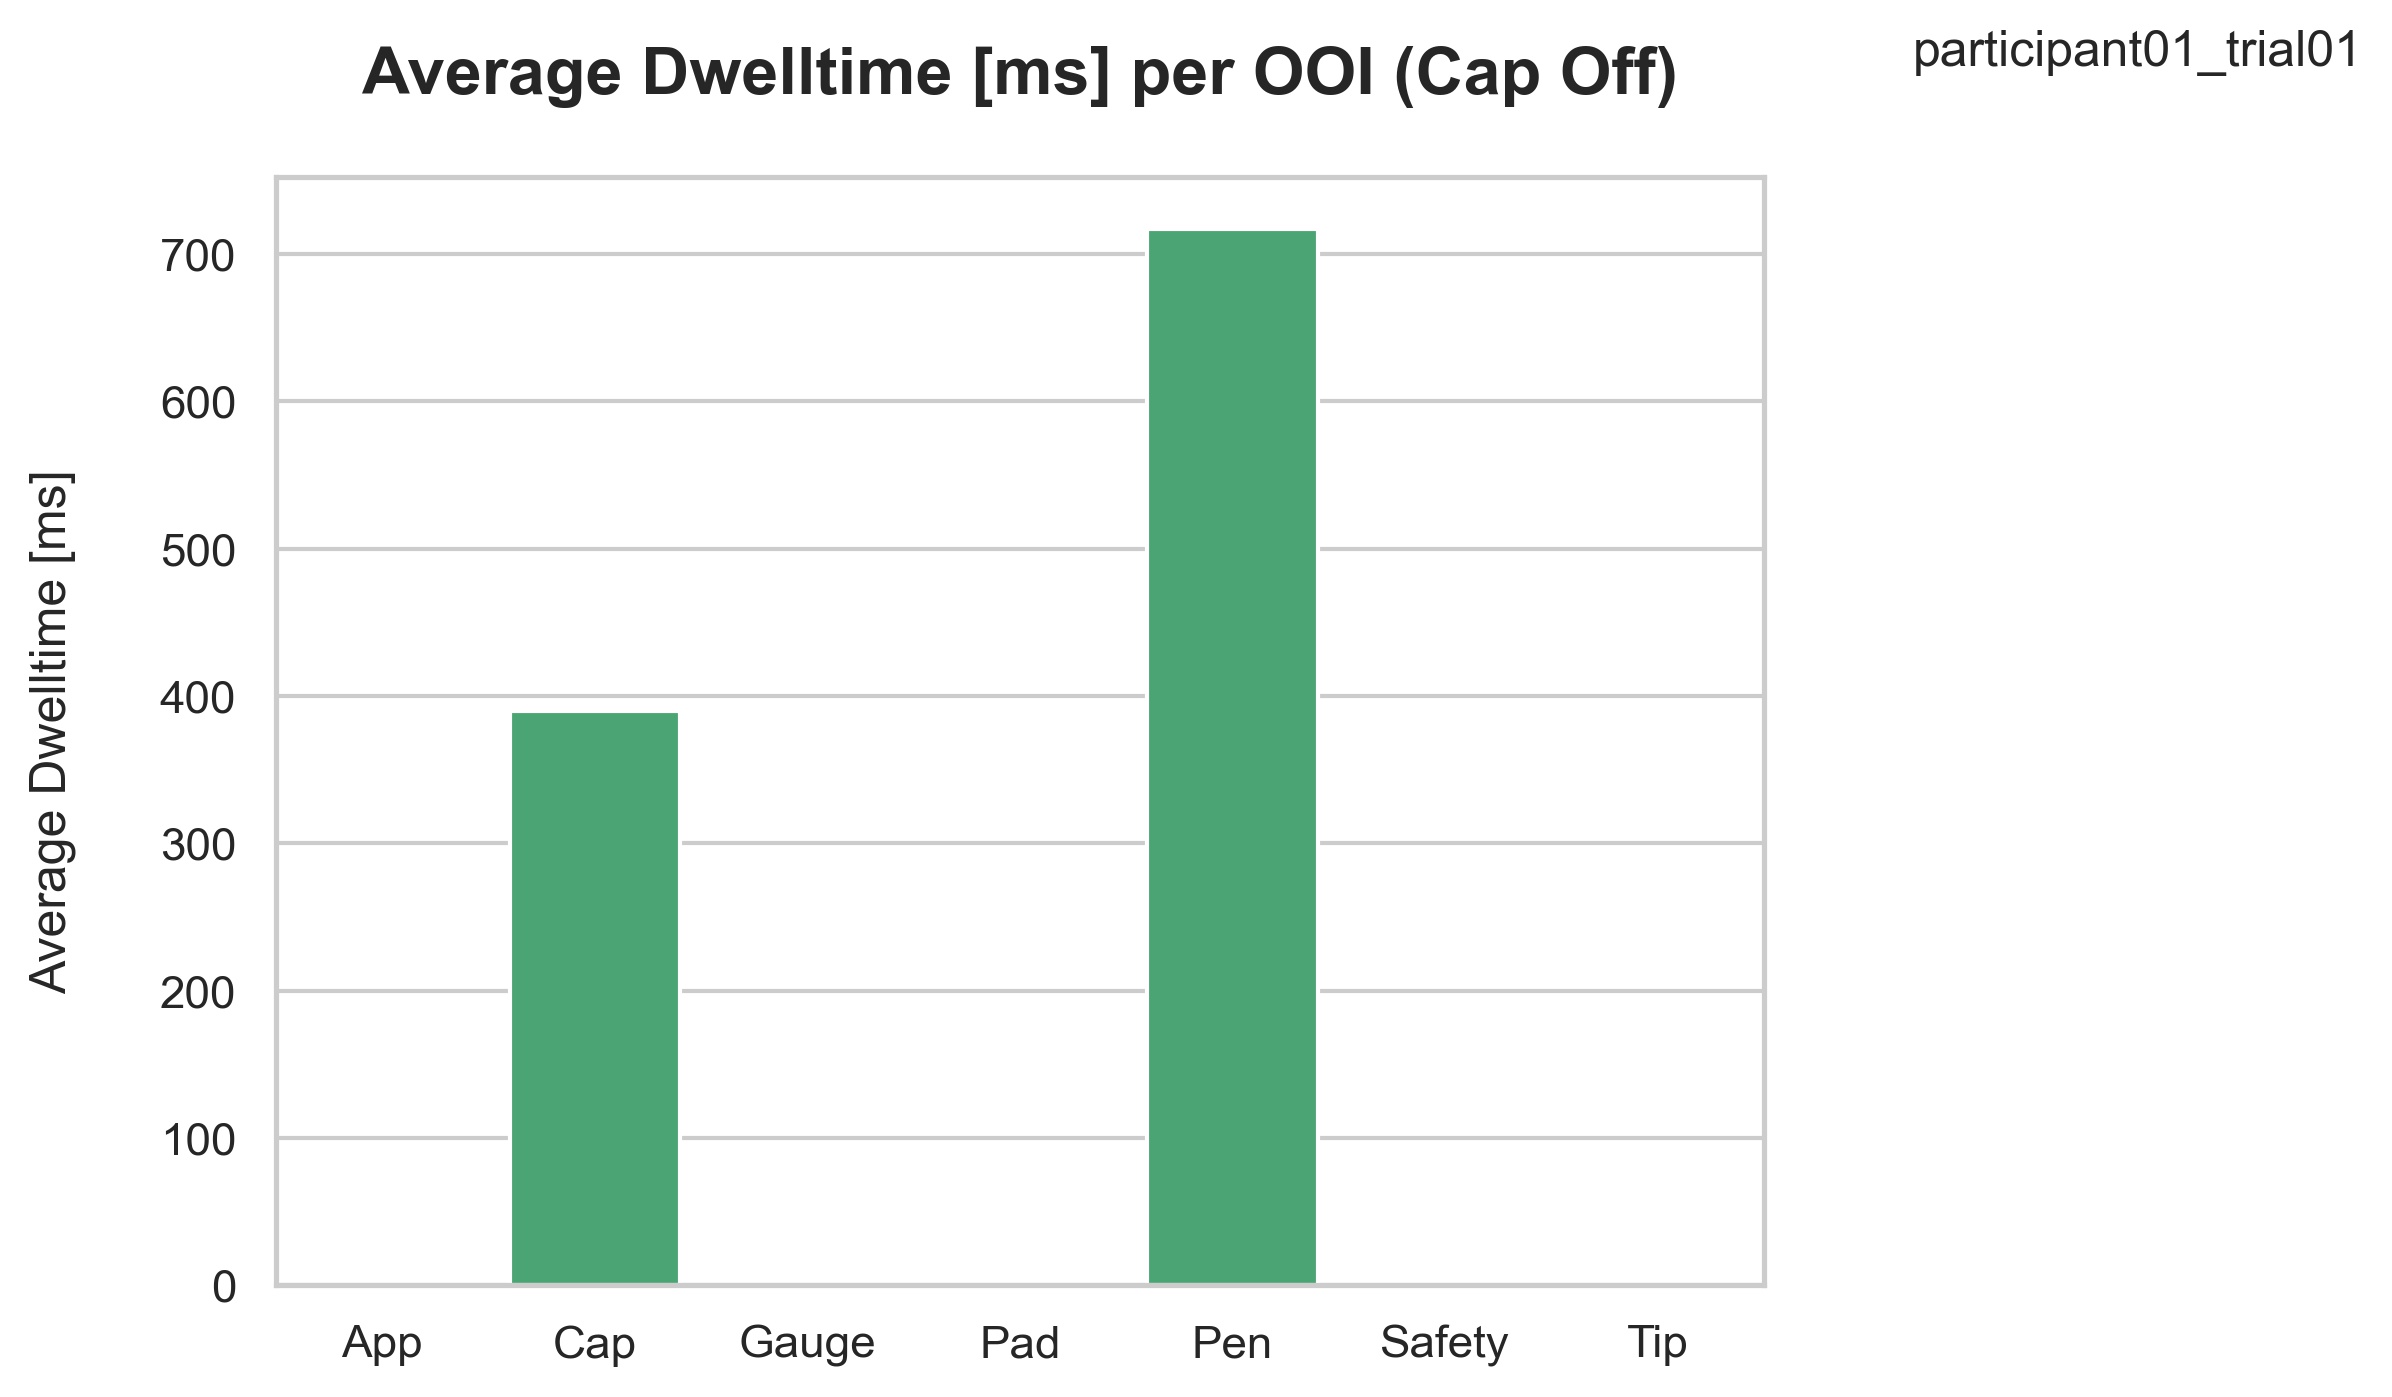 Average Dwelltime [ms] per OOI (Cap Off)
participant01_trial01
Average Dwelltime [ms]
700
600
500
400
300
200
100
0
App Cap Gauge Pad Pen Safety Tip